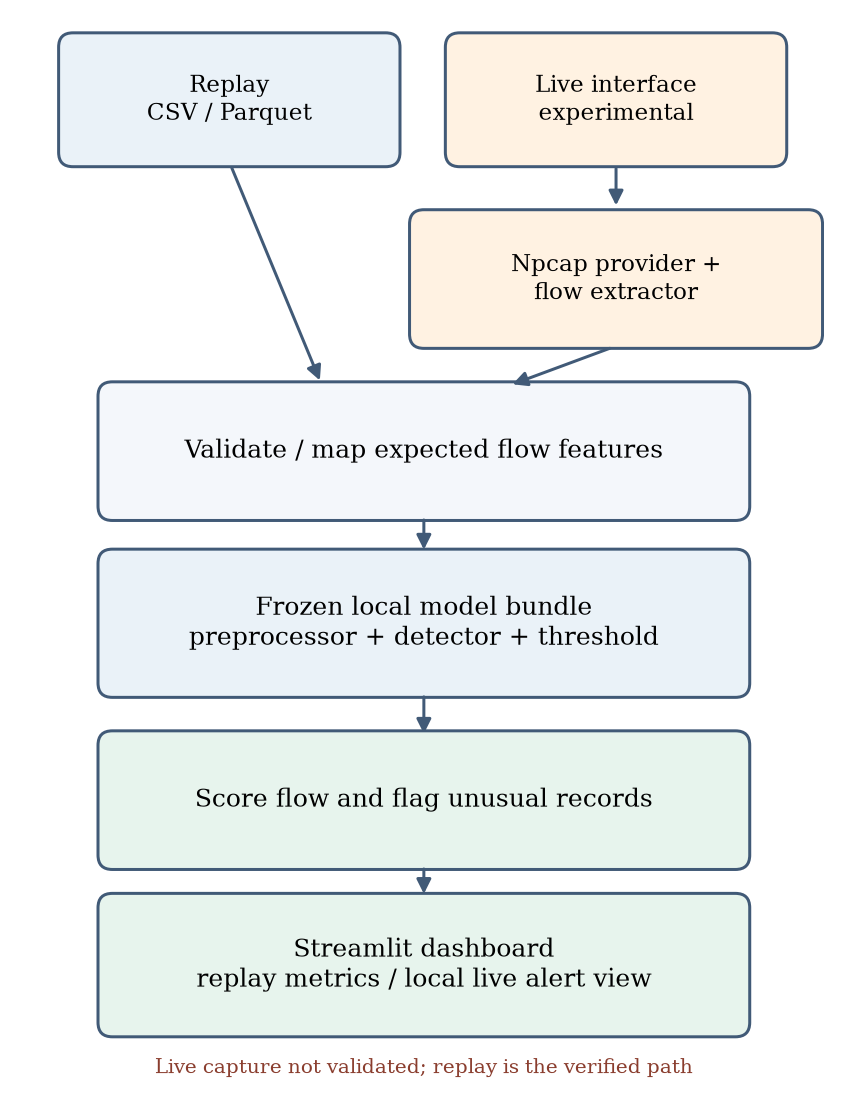 Replay
CSV / Parquet
Live interface
experimental
Npcap provider +
flow extractor
Validate / map expected flow features
Frozen local model bundle
preprocessor + detector + threshold
Score flow and flag unusual records
Streamlit dashboard
replay metrics / local live alert view
Live capture not validated; replay is the verified path